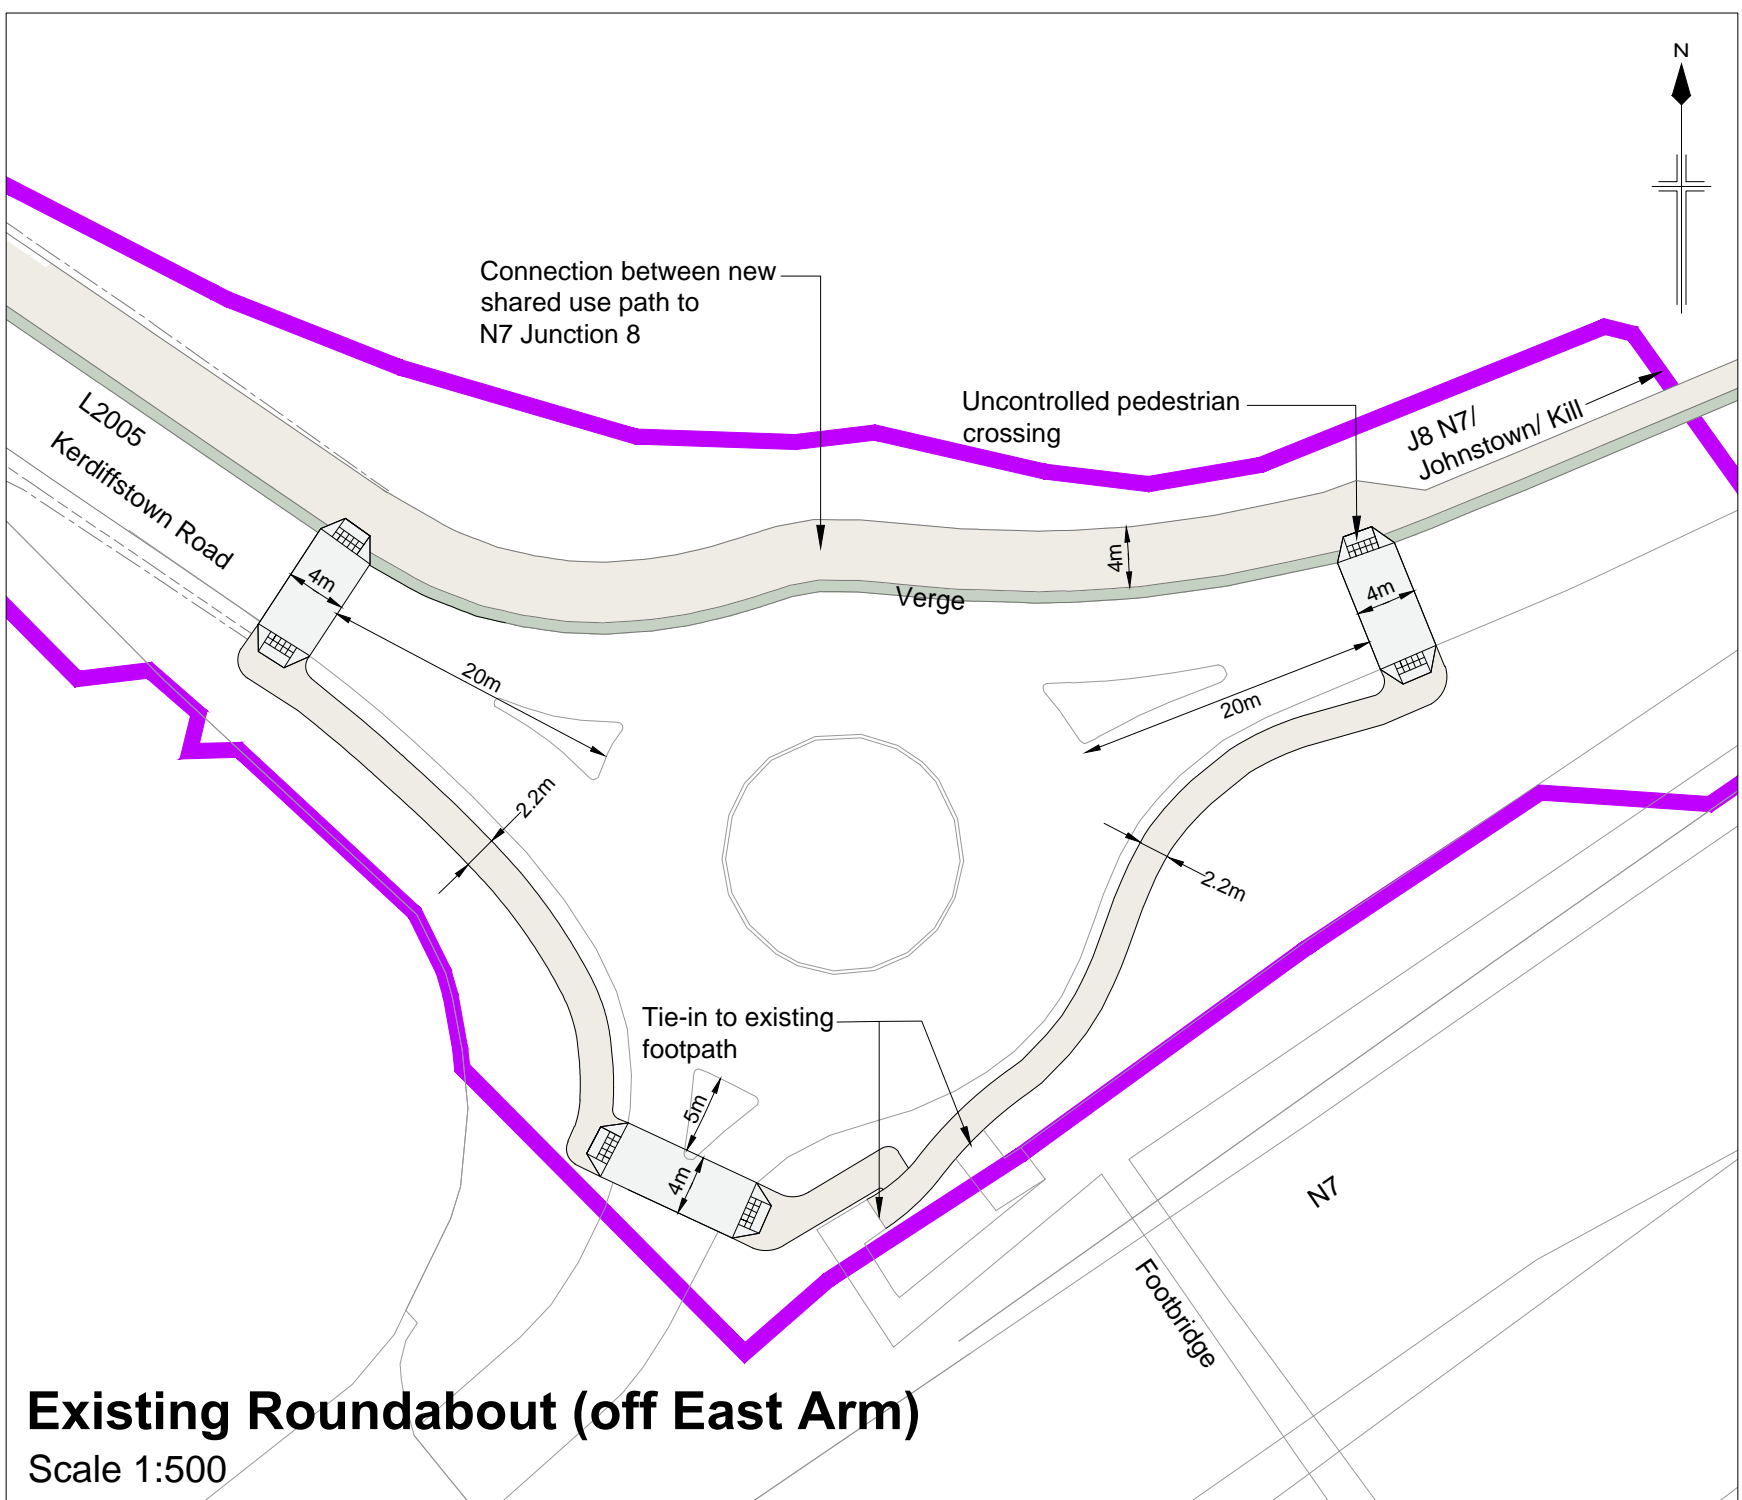 N
Connection between new
shared use path to
N7 Junction 8
Uncontrolled pedestrian
crossing
J8 N7/
Johnstown/ Kill
L2005
Kerdiffstown Road
4m
4m
4m
Verge
20m
20m
2.2m
2.2m
Tie-in to existing
footpath
5m
4m
N7
Footbridge
Existing Roundabout (off East Arm)
Scale 1:500